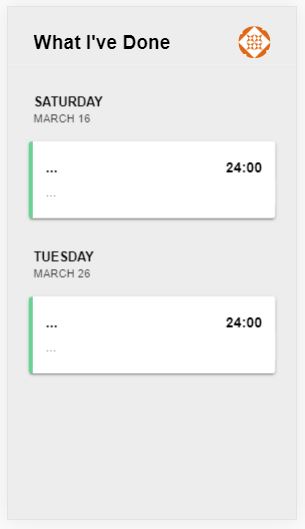 What I've Done
SATURDAY
MARCH 16
... 24:00
...
TUESDAY
MARCH 26
... 24:00
...